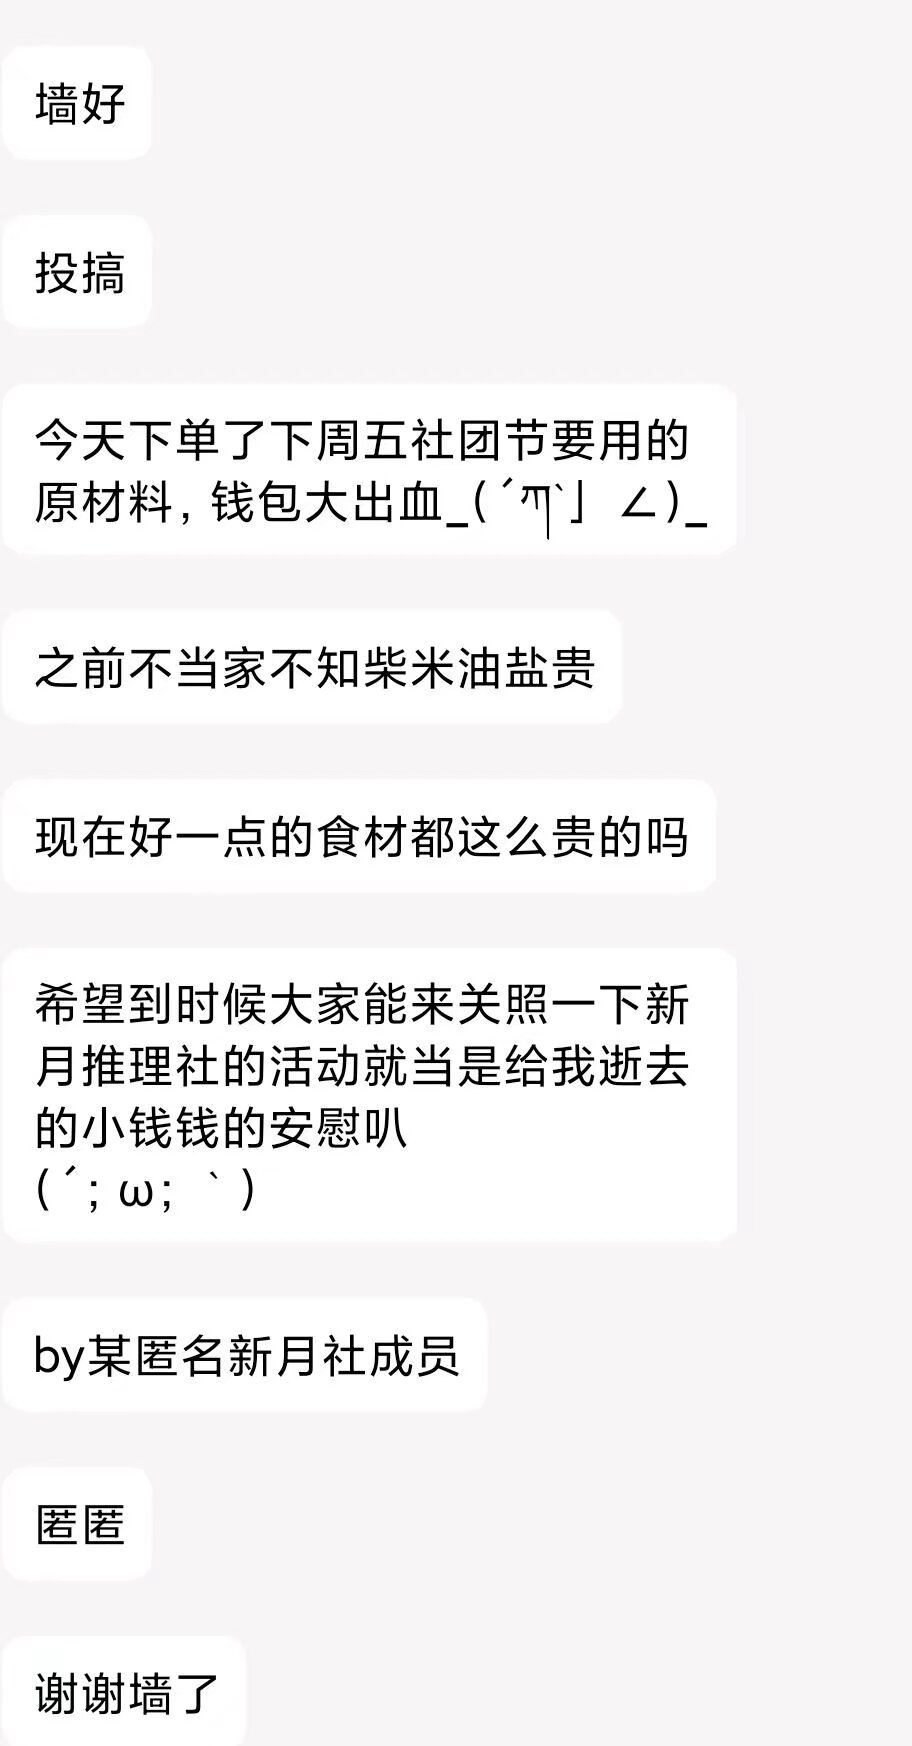 墙好
投搞
今天下单了下周五社团节要用的
原材料，钱包大出血_(´ཀ`」 ∠)_
之前不当家不知柴米油盐贵
现在好一点的食材都这么贵的吗
希望到时候大家能来关照一下新
月推理社的活动就当是给我逝去
的小钱钱的安慰叭
(´; ω; ｀)
by某匿名新月社成员
匿匿
谢谢墙了